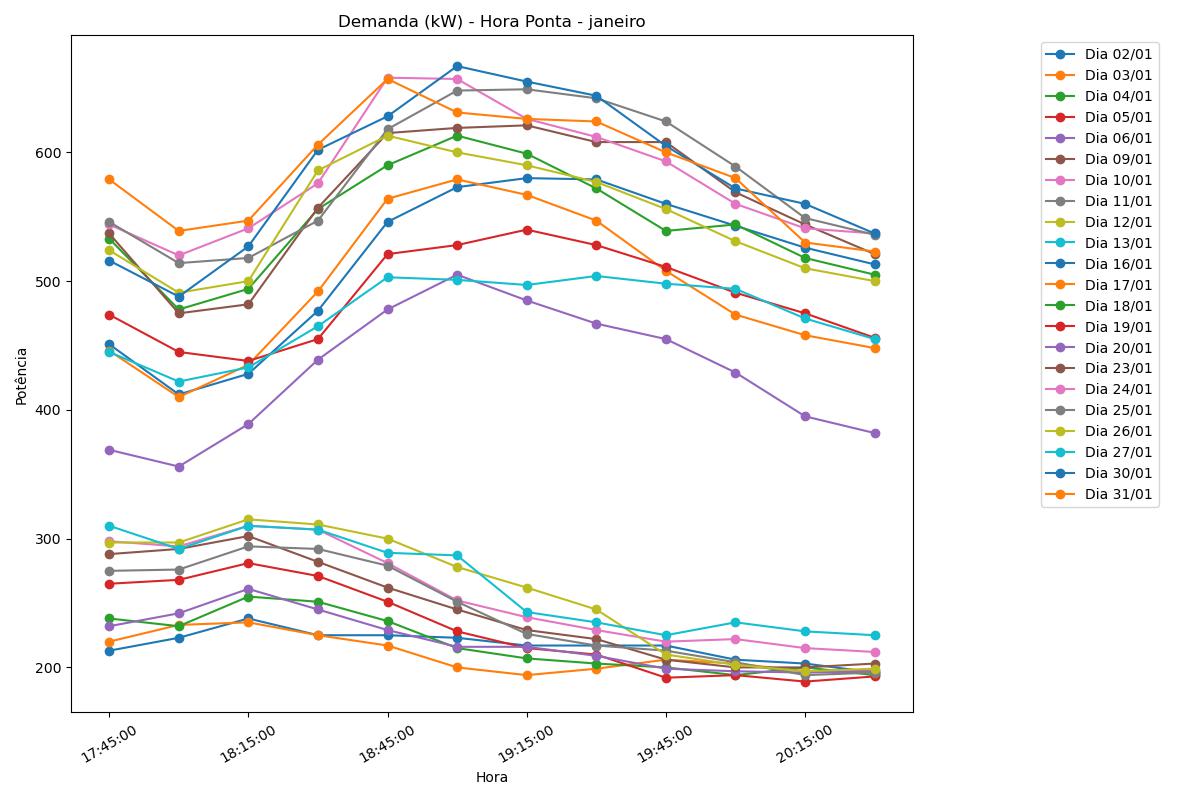 Demanda (kW) - Hora Ponta - janeiro
Potência
600
500
400
300
200
17:45:00
18:15:00
18:45:00
19:15:00
19:45:00
20:15:00
Hora
Dia 02/01
Dia 03/01
Dia 04/01
Dia 05/01
Dia 06/01
Dia 09/01
Dia 10/01
Dia 11/01
Dia 12/01
Dia 13/01
Dia 16/01
Dia 17/01
Dia 18/01
Dia 19/01
Dia 20/01
Dia 23/01
Dia 24/01
Dia 25/01
Dia 26/01
Dia 27/01
Dia 30/01
Dia 31/01